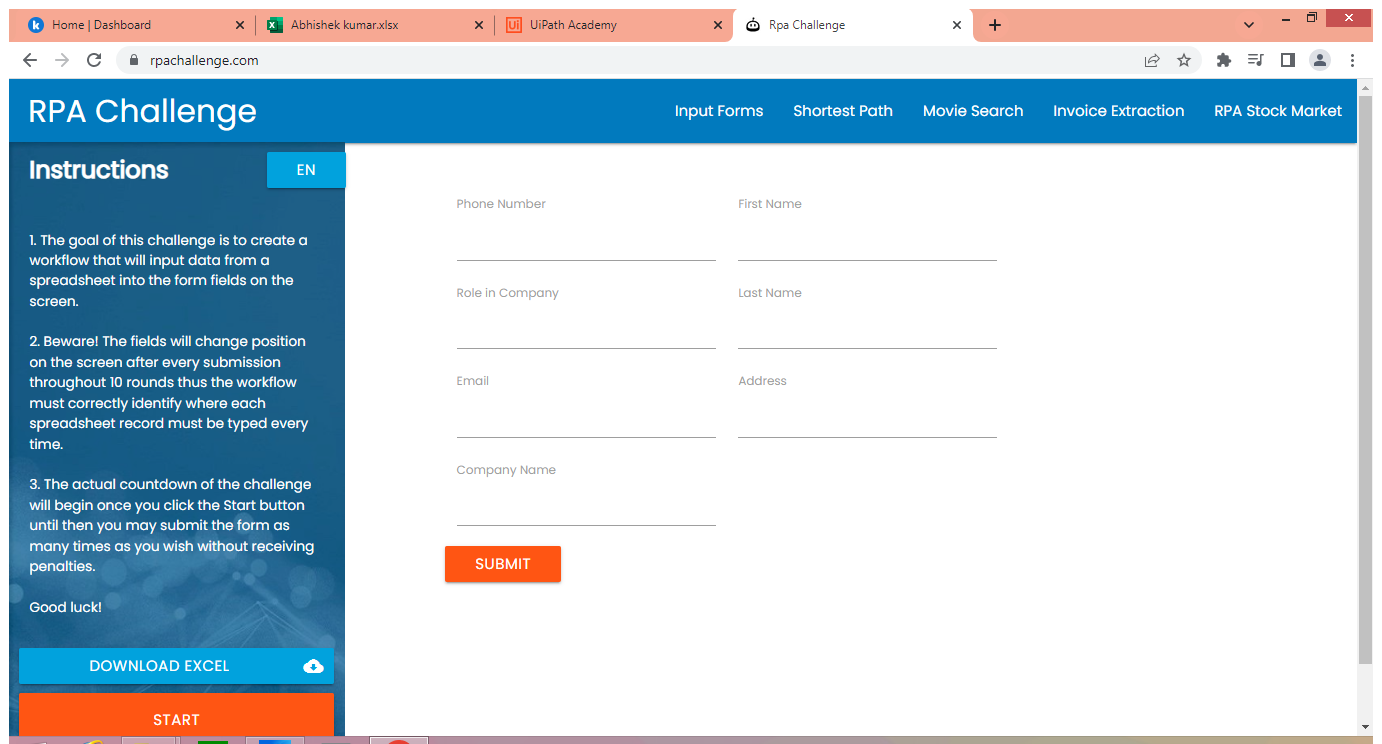 Home | Dashboard
Abhishek kumar.xlsx
UiPath Academy
Rpa Challenge
rpachallenge.com
RPA Challenge
Input Forms
Shortest Path
Movie Search
Invoice Extraction
RPA Stock Market
Instructions
EN
1. The goal of this challenge is to create a
workflow that will input data from a
spreadsheet into the form fields on the
screen.
2. Beware! The fields will change position
on the screen after every submission
throughout 10 rounds thus the workflow
must correctly identify where each
spreadsheet record must be typed every
time.
3. The actual countdown of the challenge
will begin once you click the Start button
until then you may submit the form as
many times as you wish without receiving
penalties.
Good luck!
DOWNLOAD EXCEL
START
Phone Number
First Name
Role in Company
Last Name
Email
Address
Company Name
SUBMIT